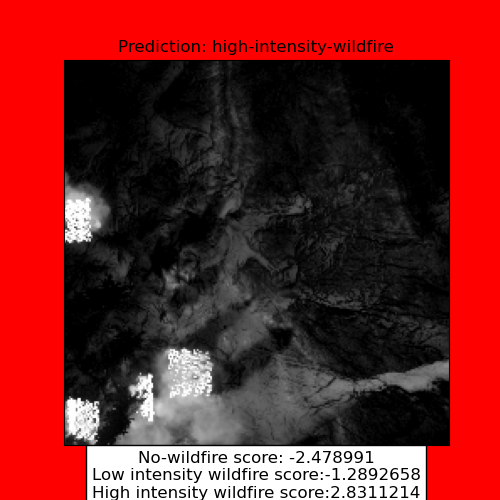 Prediction: high-intensity-wildfire
No-wildfire score: -2.478991
Low intensity wildfire score:-1.2892658
High intensity wildfire score:2.8311214